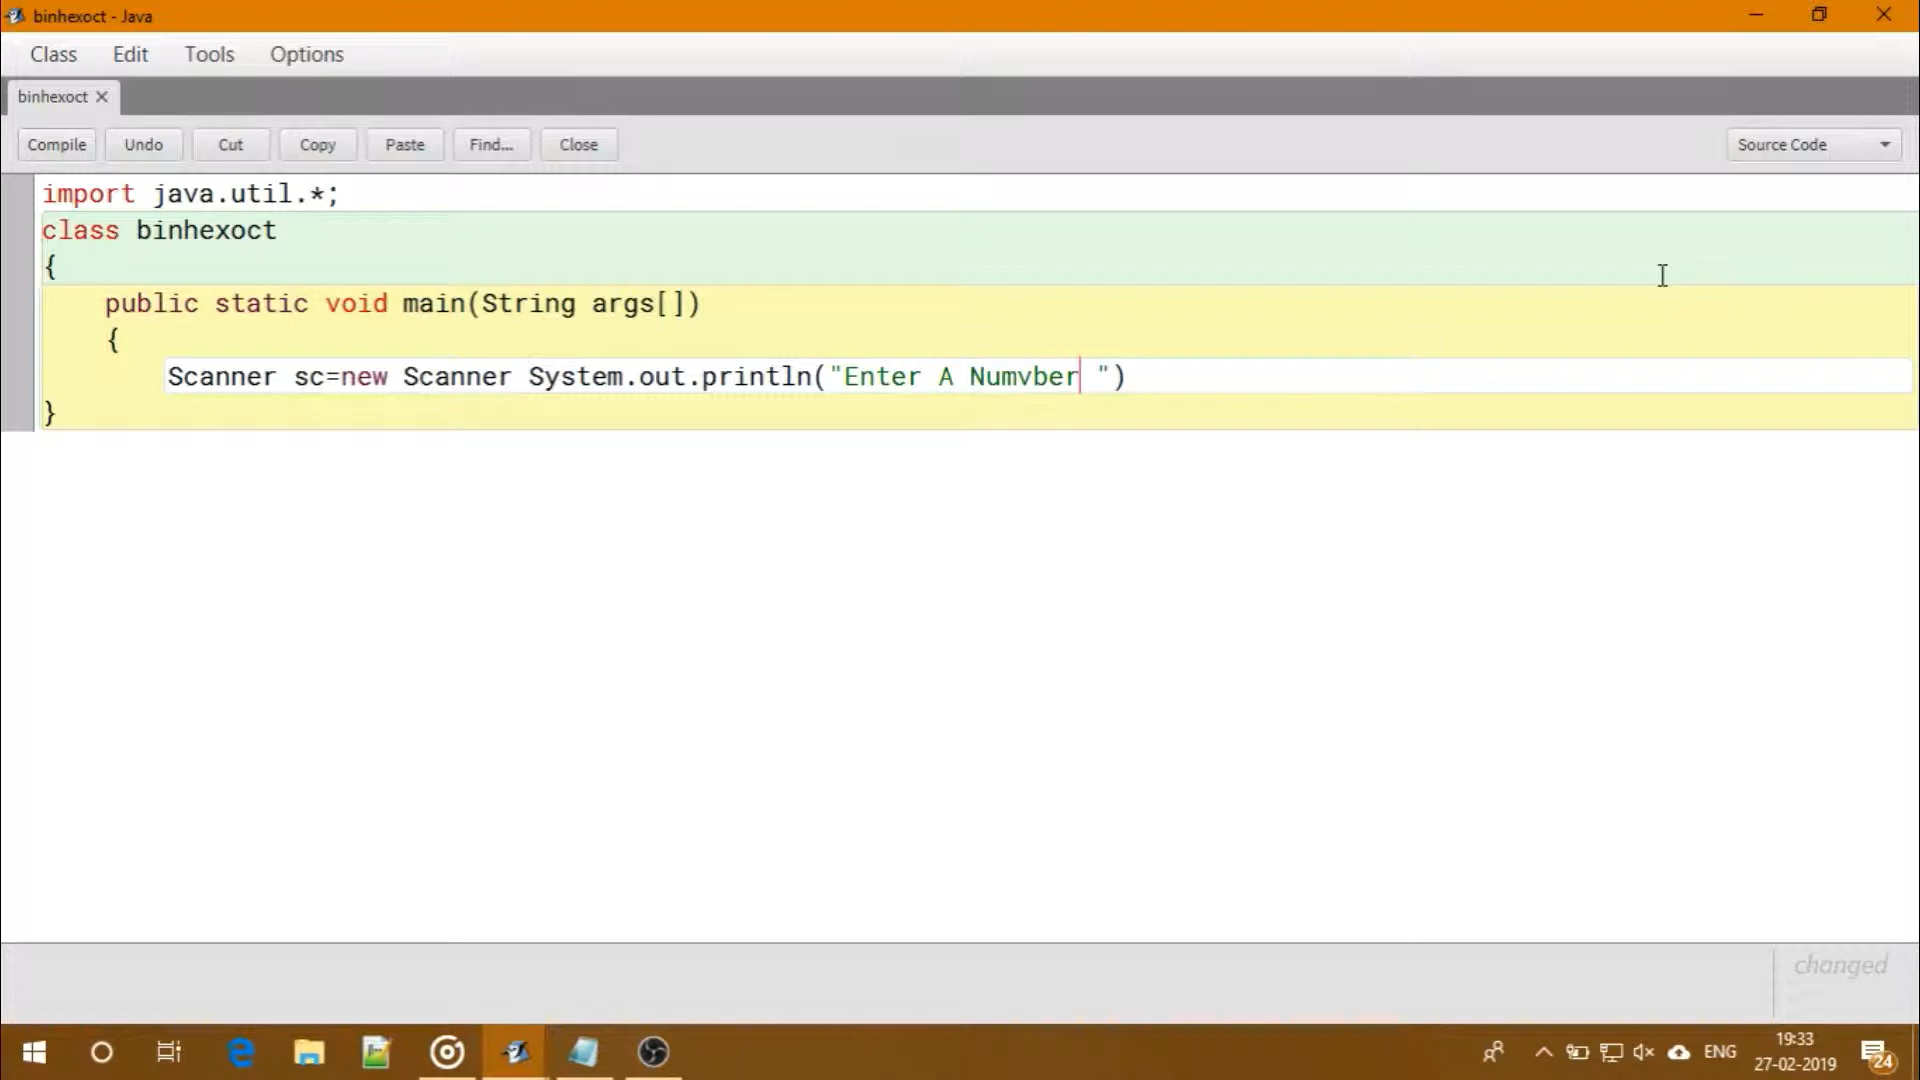 binhexoct - Java
Class Edit Tools Options
binhexoct
Compile Undo Cut Copy Paste Find... Close Source Code
import java.util.*;
class binhexoct
{
public static void main(String args[])
{
Scanner sc=new Scanner System.out.println("Enter A Numvber ")
}
changed
ENG
19:33
27-02-2019
24